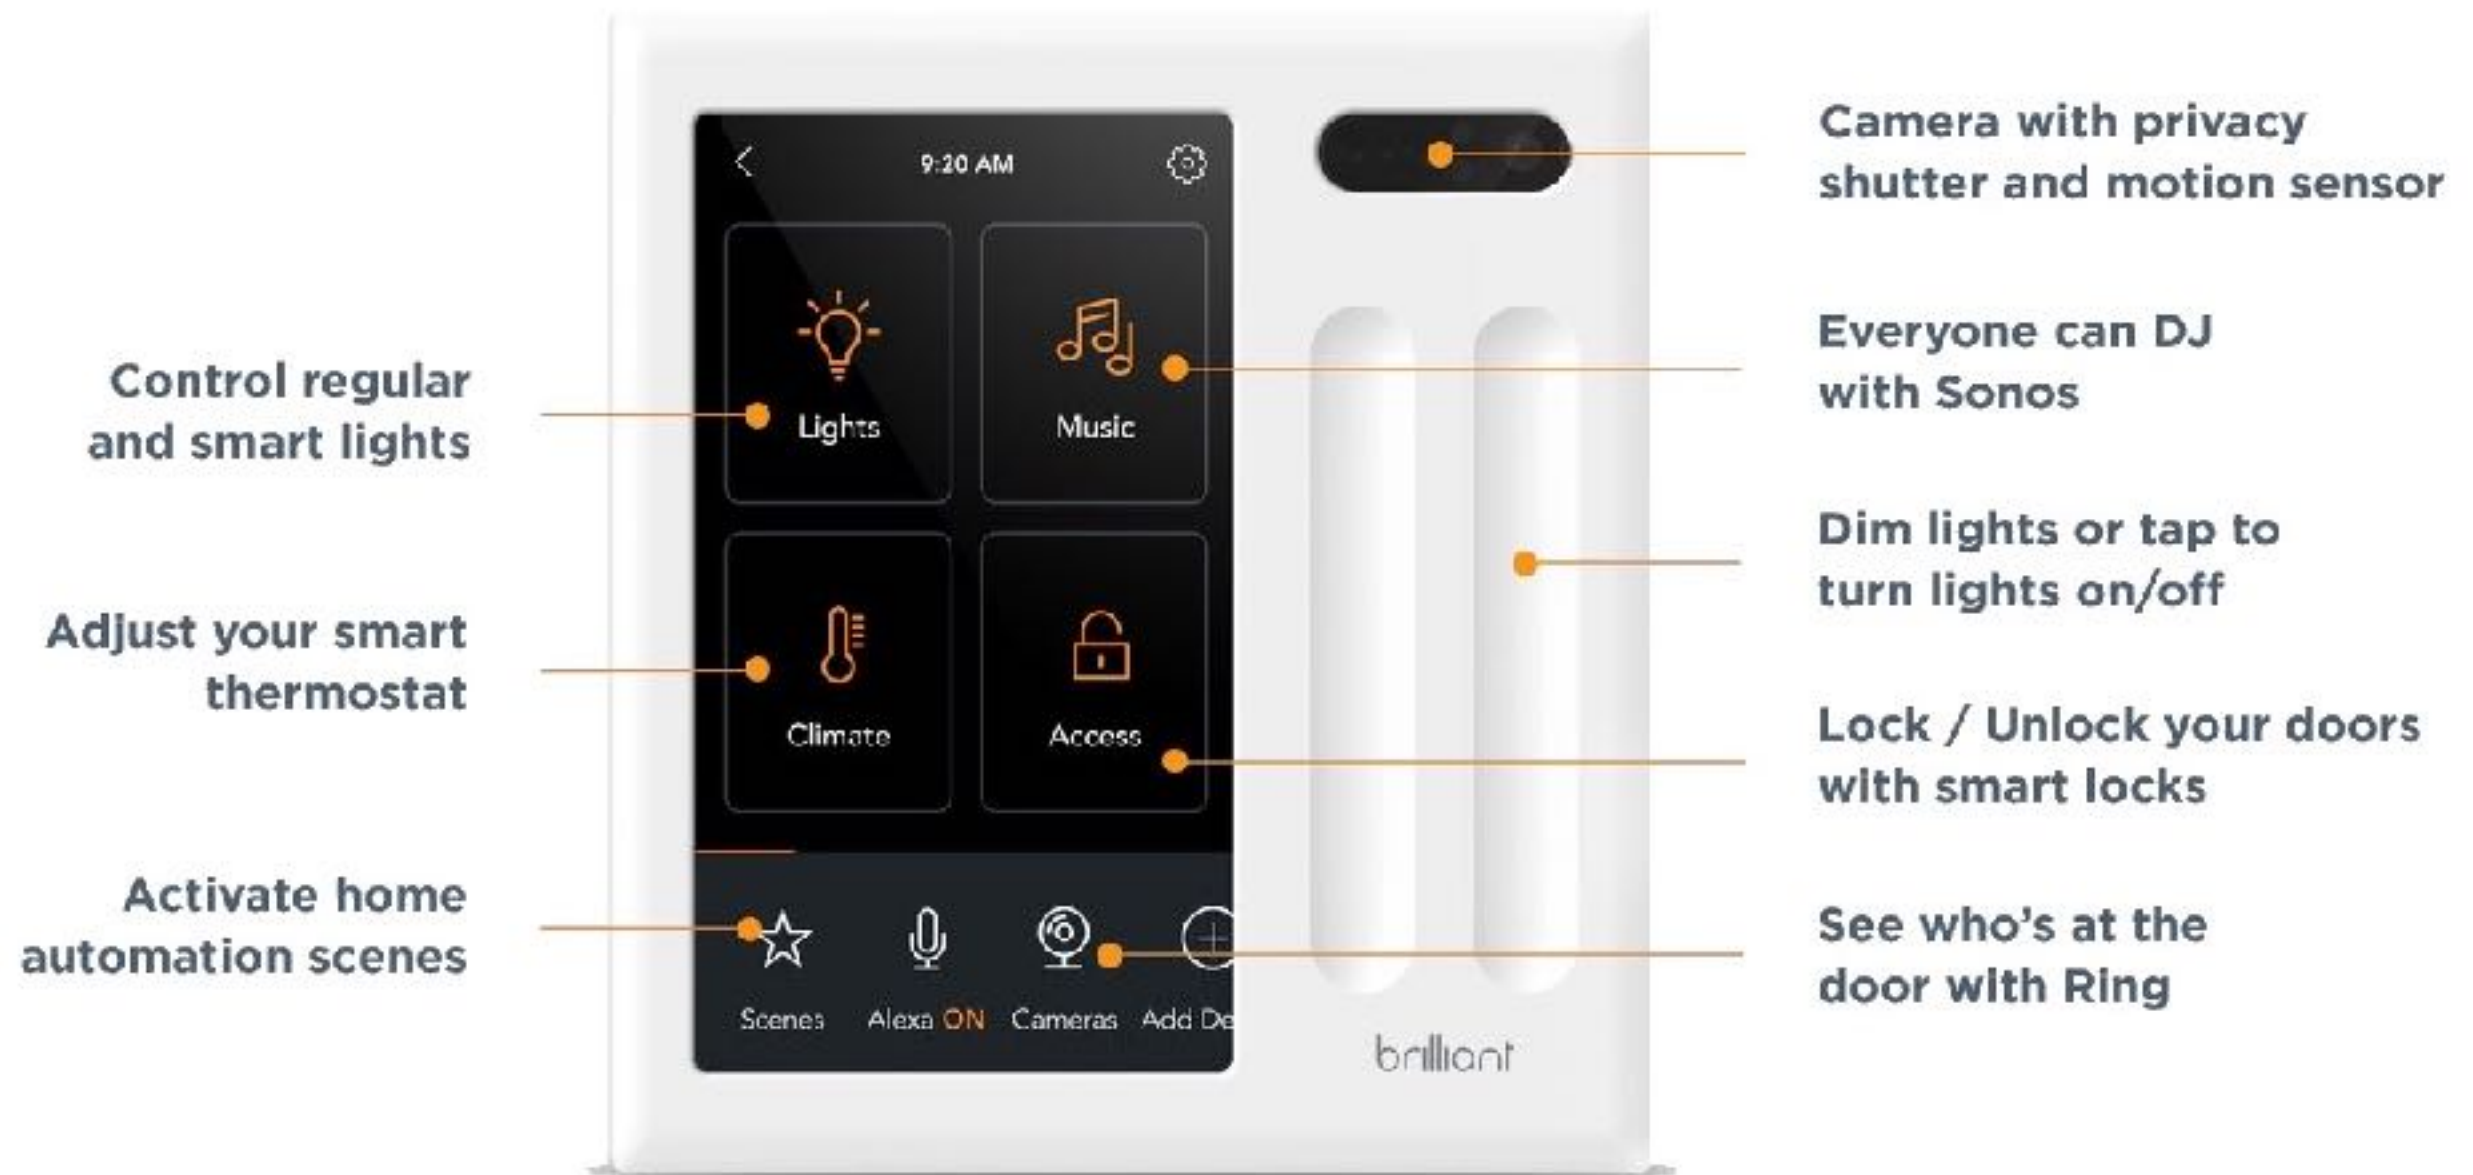 Control regular
and smart lights
Adjust your smart
thermostat
Activate home
automation scenes
9:20 AM
Lights
Music
Climate
Access
Scenes
Alexa ON
Cameras
Add De
brilliant
Camera with privacy
shutter and motion sensor
Everyone can DJ
with Sonos
Dim lights or tap to
turn lights on/off
Lock / Unlock your doors
with smart locks
See who's at the
door with Ring